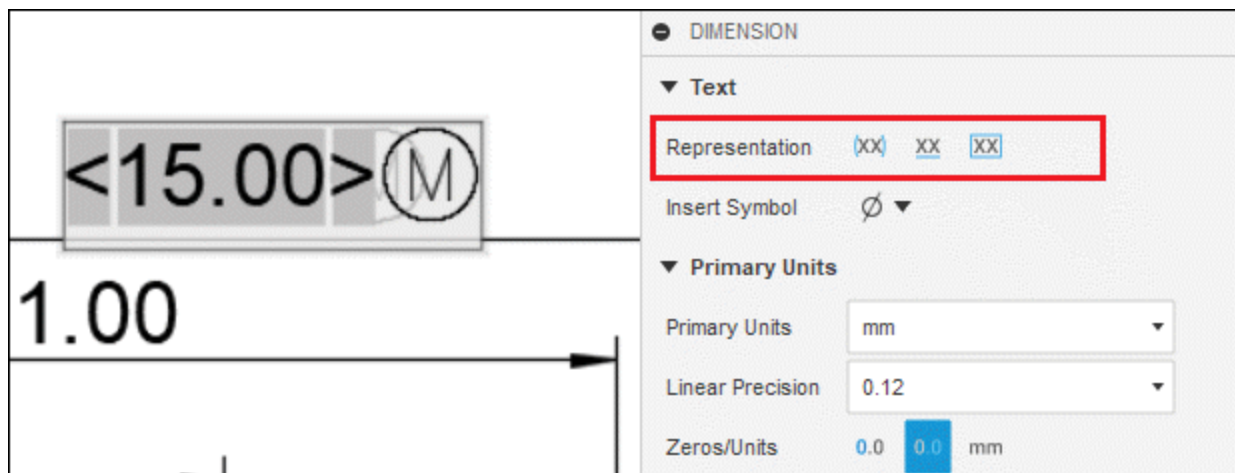 DIMENSION
Text
<15.00>Ⓜ
Representation (XX) XX XX
Insert Symbol Ø
Primary Units
1.00
Primary Units mm
Linear Precision 0.12
Zeros/Units 0.0 0.0 mm